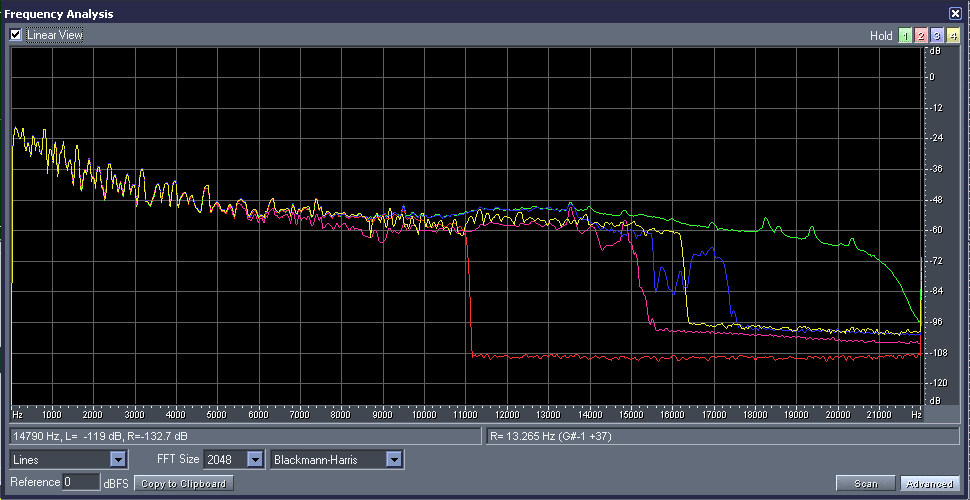 Frequency Analysis
Linear View
Hold 1 2 3 4
dB
-0
-12
-24
-36
-48
-60
-72
-84
-96
-108
-120
dB
Hz 1000 2000 3000 4000 5000 6000 7000 8000 9000 10000 11000 12000 13000 14000 15000 16000 17000 18000 19000 20000 21000 Hz
14790 Hz, L= -119 dB, R=-132.7 dB
R= 13.265 Hz (G#-1 +37)
Lines FFT Size 2048 Blackmann-Harris
Reference 0 dBFS Copy to Clipboard Scan Advanced